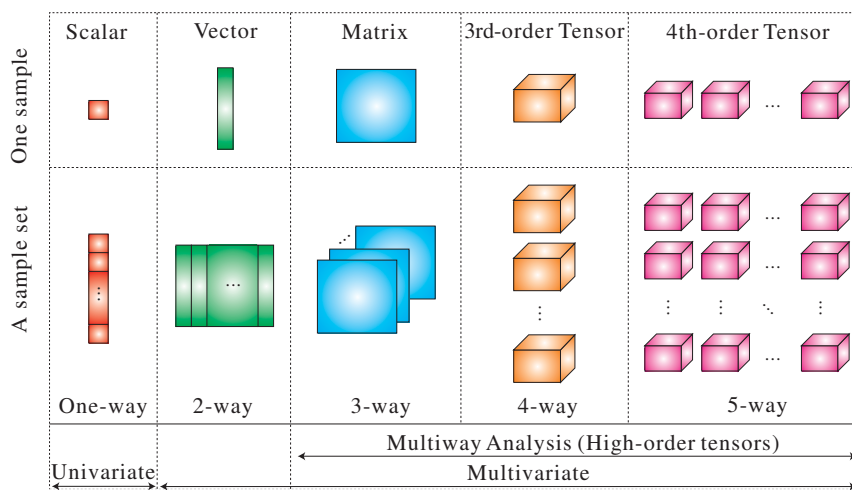 Scalar Vector Matrix 3rd-order Tensor 4th-order Tensor
One sample
...
A sample set
...
...
...
...
...
One-way 2-way 3-way 4-way 5-way
Multiway Analysis (High-order tensors)
Univariate Multivariate